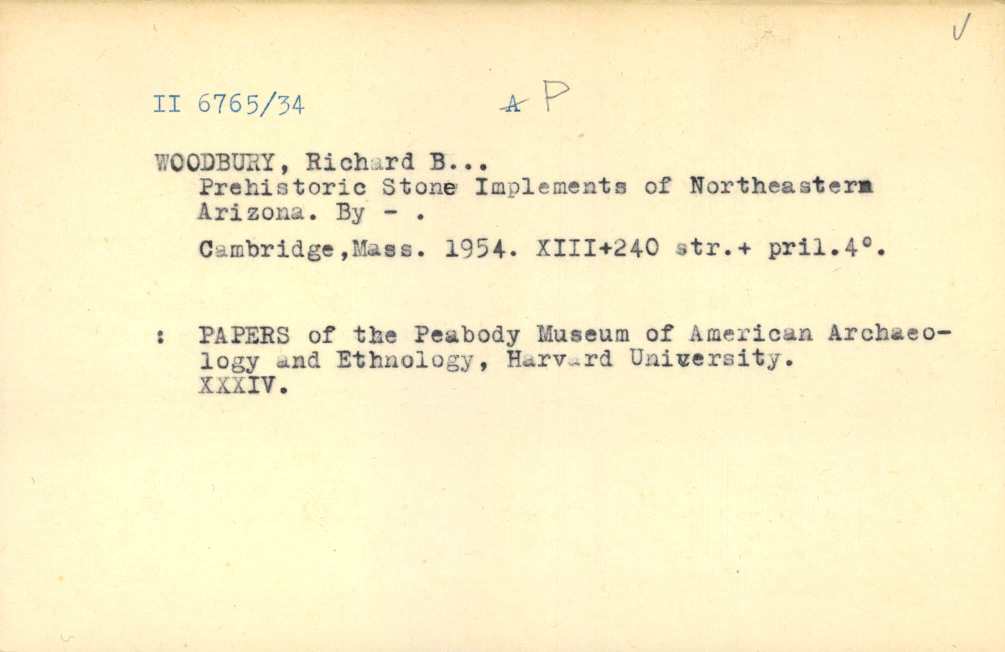 II 6765/34 A P
WOODBURY, Richard B...
Prehistoric Stone Implements of Northeastern
Arizona. By - .
Cambridge,Mass. 1954. XIII+240 str.+ pril.4°.
: PAPERS of the Peabody Museum of American Archaeo-
logy and Ethnology, Harvard University.
XXXIV.